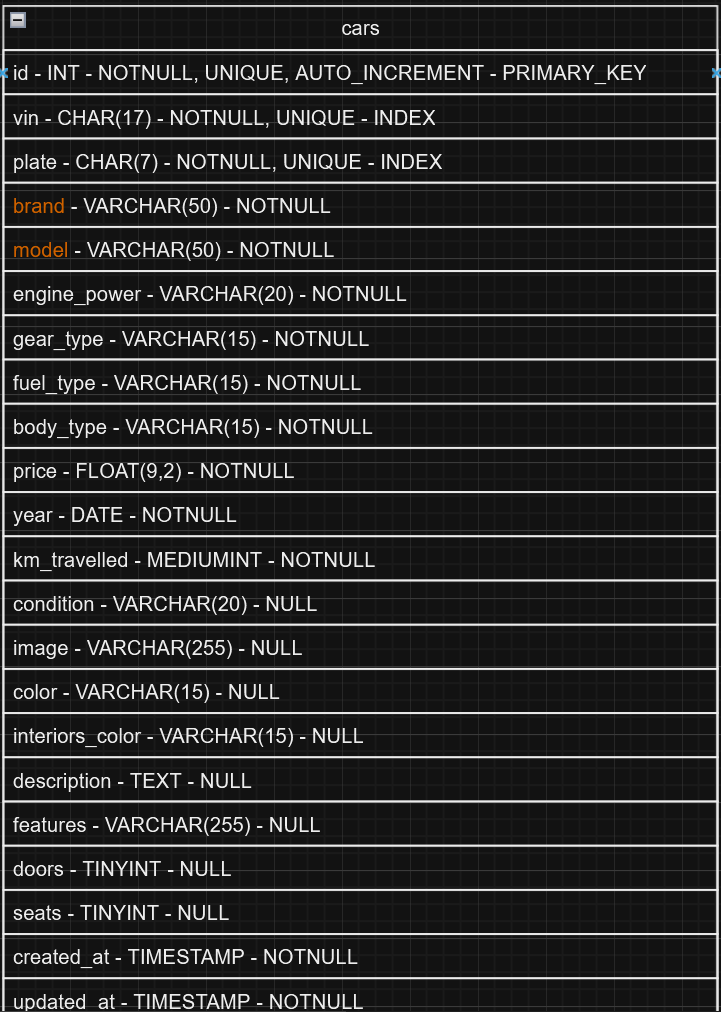 cars
id - INT - NOTNULL, UNIQUE, AUTO_INCREMENT - PRIMARY_KEY
vin - CHAR(17) - NOTNULL, UNIQUE - INDEX
plate - CHAR(7) - NOTNULL, UNIQUE - INDEX
brand - VARCHAR(50) - NOTNULL
model - VARCHAR(50) - NOTNULL
engine_power - VARCHAR(20) - NOTNULL
gear_type - VARCHAR(15) - NOTNULL
fuel_type - VARCHAR(15) - NOTNULL
body_type - VARCHAR(15) - NOTNULL
price - FLOAT(9,2) - NOTNULL
year - DATE - NOTNULL
km_travelled - MEDIUMINT - NOTNULL
condition - VARCHAR(20) - NULL
image - VARCHAR(255) - NULL
color - VARCHAR(15) - NULL
interiors_color - VARCHAR(15) - NULL
description - TEXT - NULL
features - VARCHAR(255) - NULL
doors - TINYINT - NULL
seats - TINYINT - NULL
created_at - TIMESTAMP - NOTNULL
updated_at - TIMESTAMP - NOTNULL